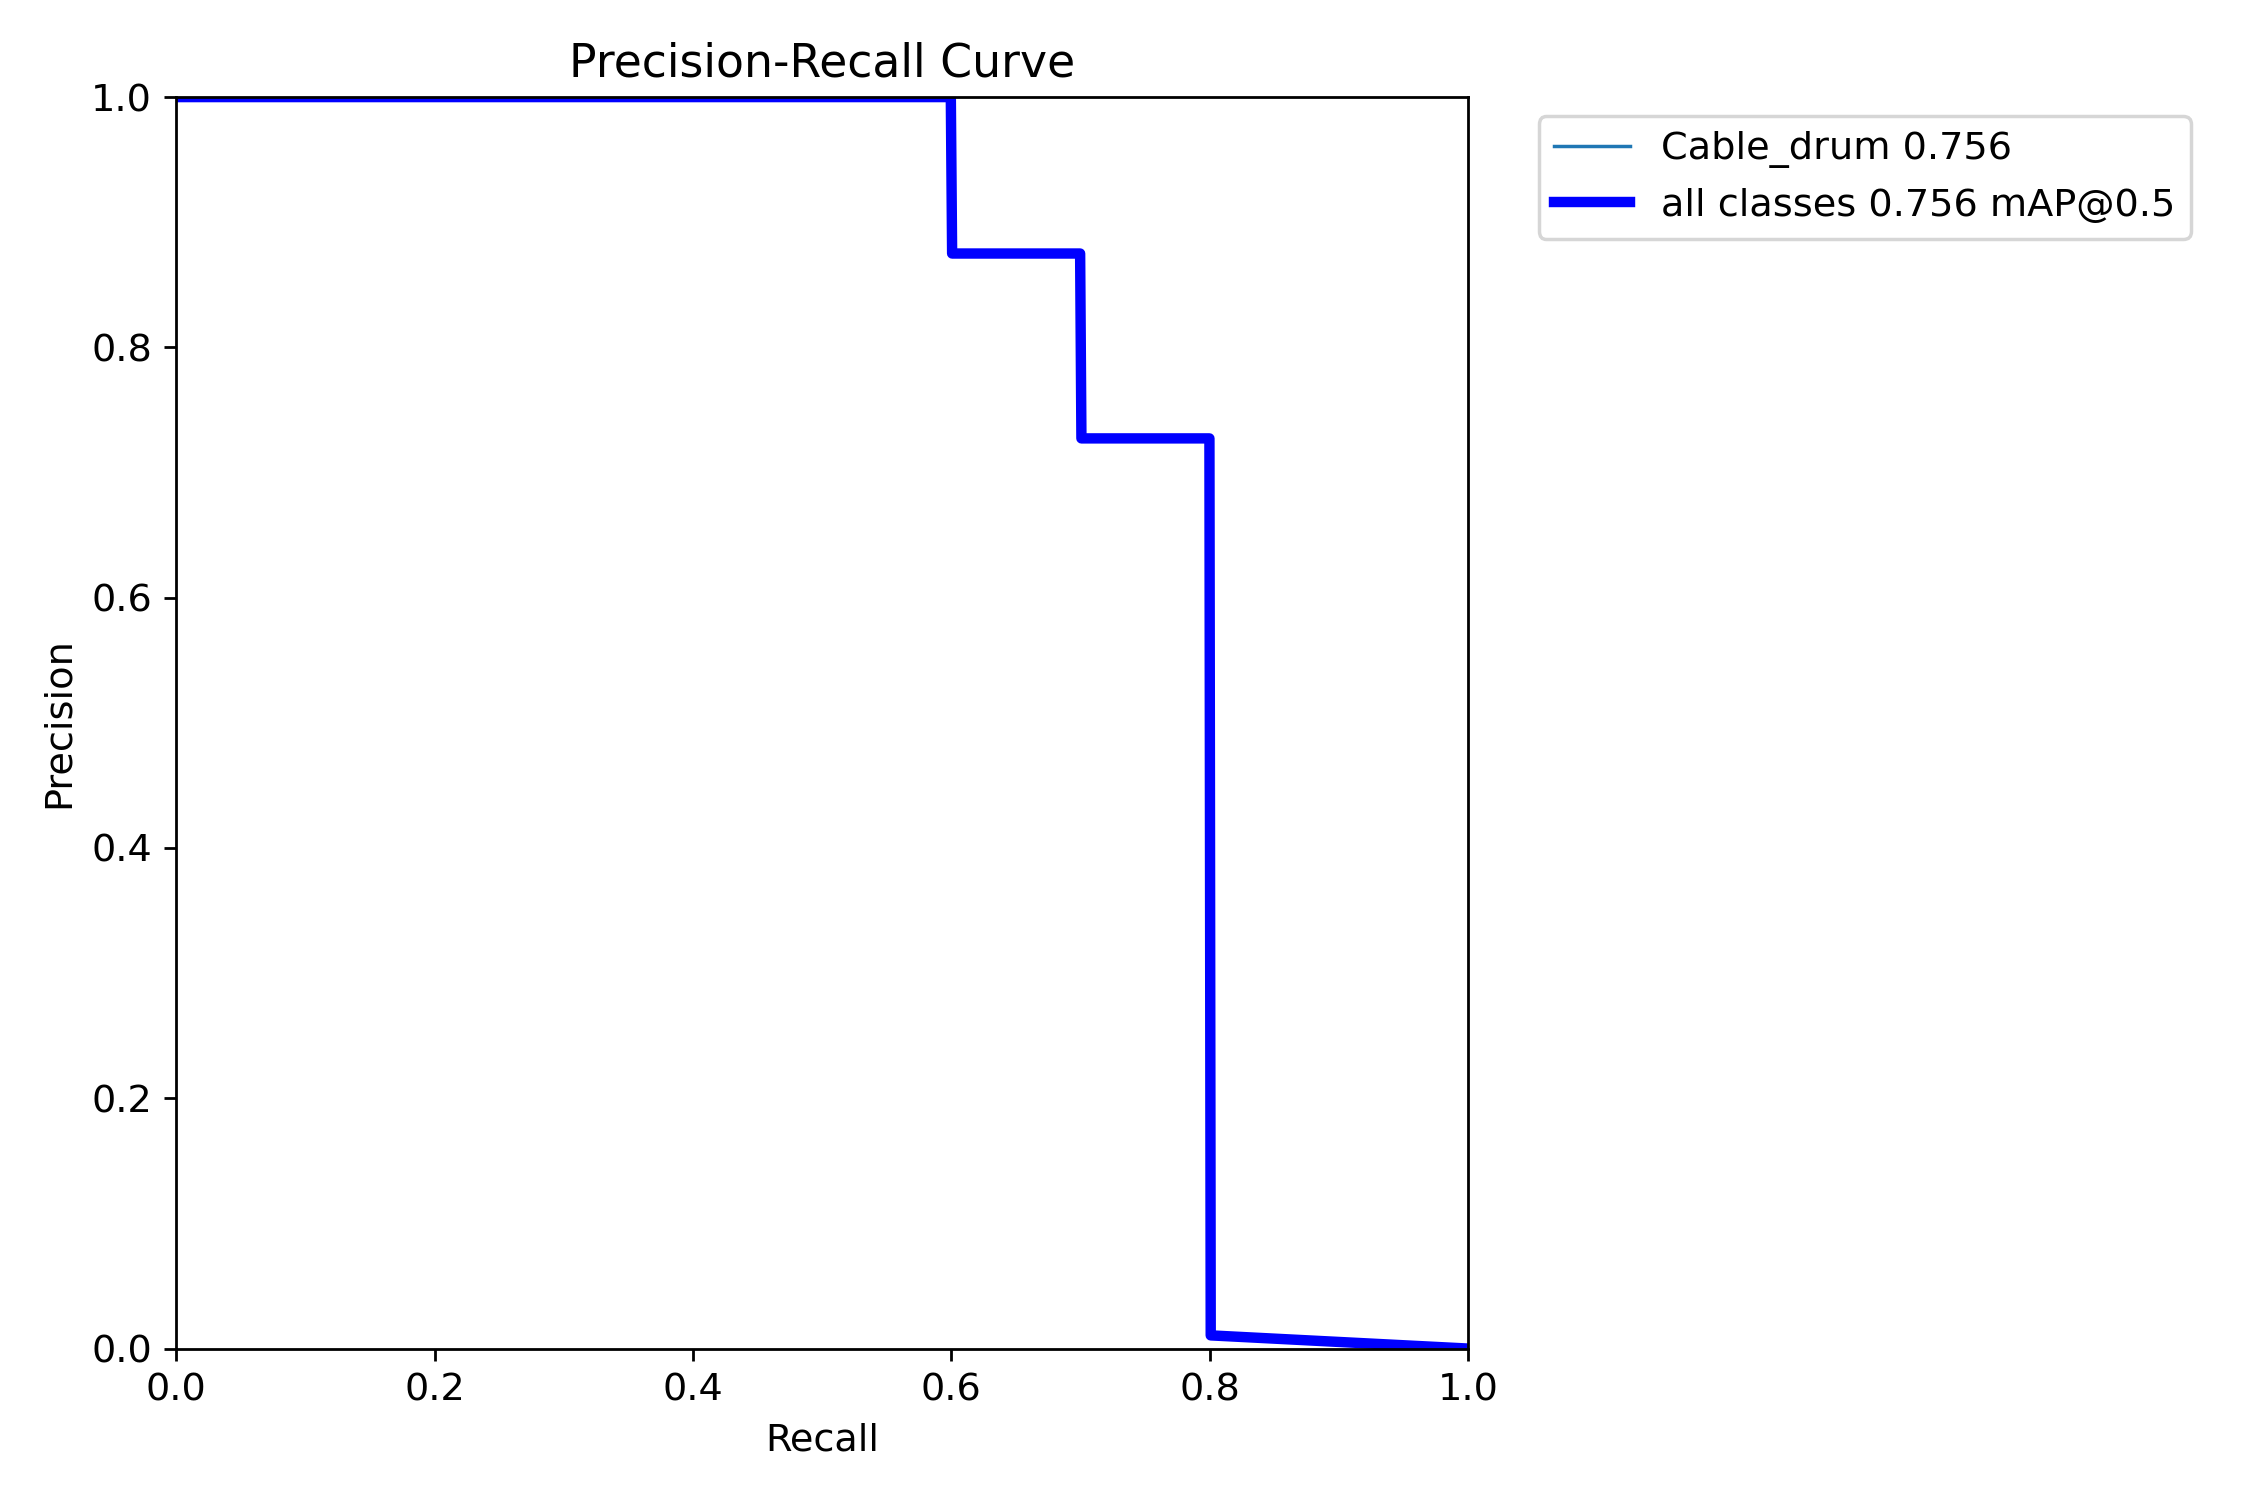 Precision-Recall Curve
1.0
0.8
0.6
0.4
0.2
0.0
Precision
0.0 0.2 0.4 0.6 0.8 1.0
Recall
Cable_drum 0.756
all classes 0.756 mAP@0.5